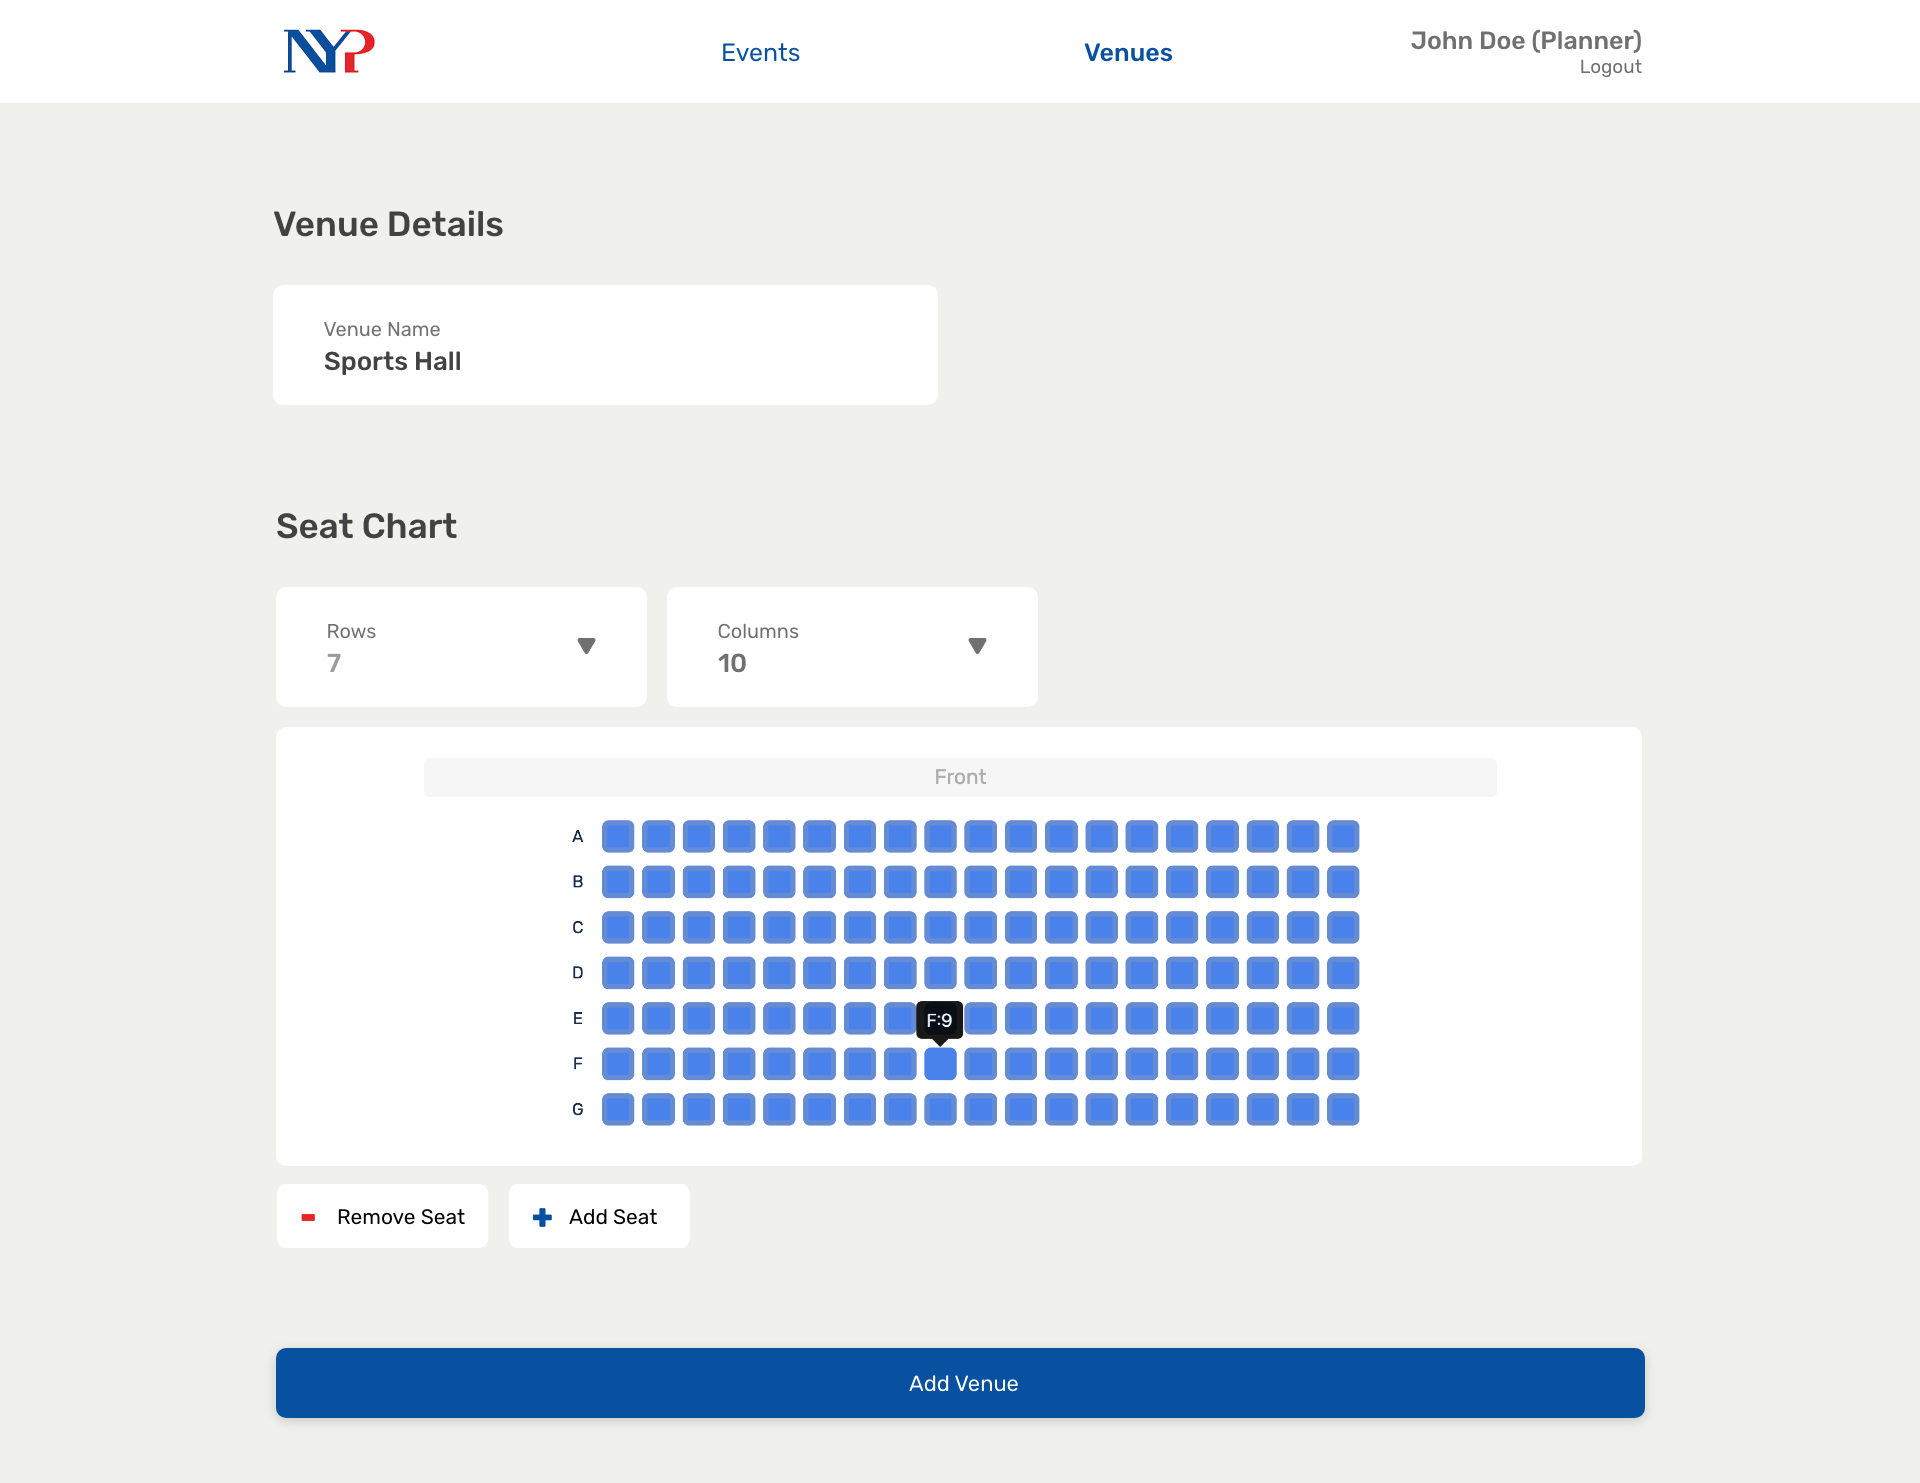 NYP
Events
Venues
John Doe (Planner)
Logout
Venue Details
Venue Name
Sports Hall
Seat Chart
Rows
7
Columns
10
Front
A
B
C
D
E
F:9
F
G
Remove Seat
Add Seat
Add Venue